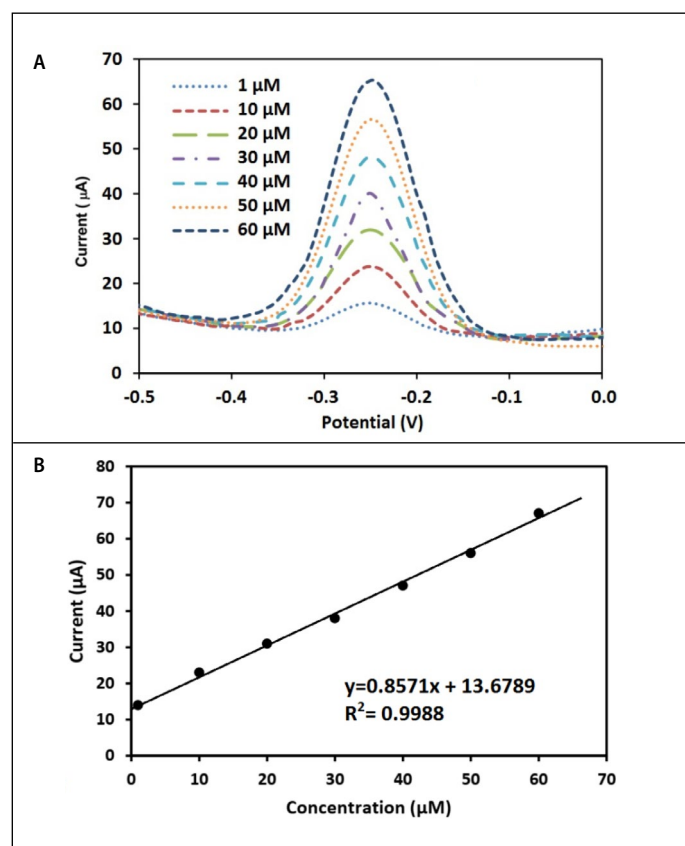 A
70
60
50
40
30
20
10
0
Current ( µA)
1 µM
10 µM
20 µM
30 µM
40 µM
50 µM
60 µM
-0.5 -0.4 -0.3 -0.2 -0.1 0.0
Potential (V)
B
80
70
60
50
40
30
20
10
0
Current (µA)
y=0.8571x + 13.6789
R²= 0.9988
0 10 20 30 40 50 60 70
Concentration (µM)